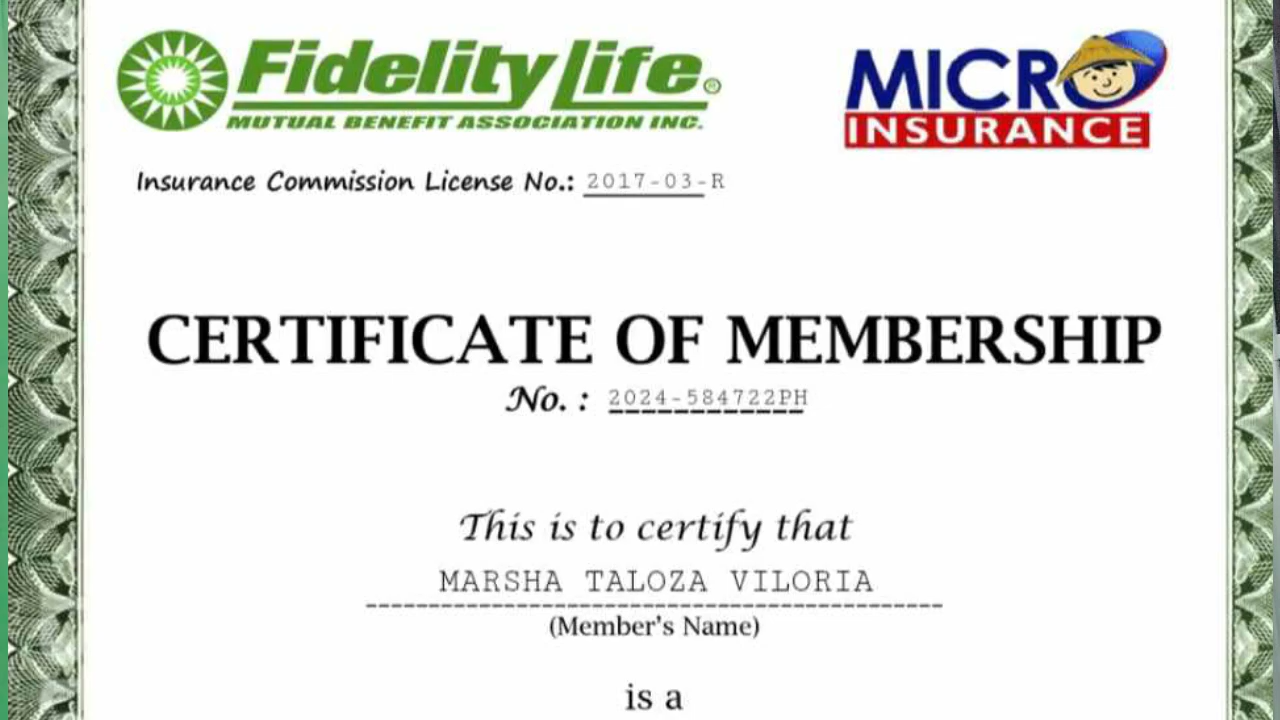 Fidelity Life®
MUTUAL BENEFIT ASSOCIATION INC.
MICRO
INSURANCE
Insurance Commission License No.: 2017-03-R
CERTIFICATE OF MEMBERSHIP
No. : 2024-584722PH
This is to certify that
MARSHA TALOZA VILORIA
(Member's Name)
is a